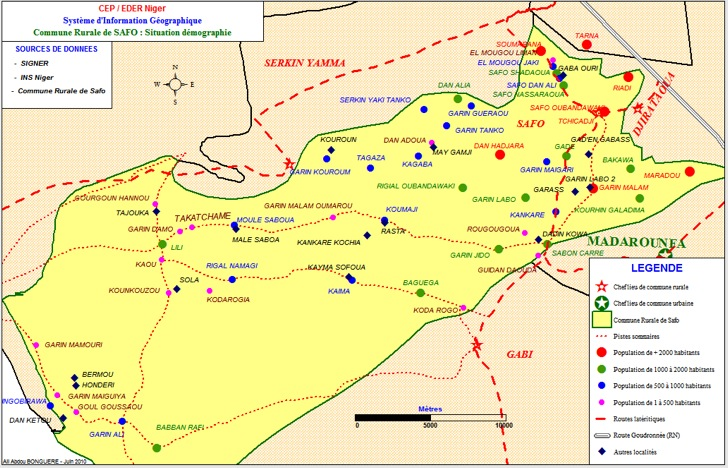 CEP / EDER Niger
Système d'Information Géographique
Commune Rurale de SAFO : Situation démographie
SOURCES DE DONNEES
- SIGNER
- INS Niger
- Commune Rurale de Safo
N
W
E
S
SERKIN YAMMA
SOUMARANA
TARNA
EL MOUGOU LIMAN
EL MOUGOU JAKI
GABA OURI
SAFO SHADAOUA
SAFO DAN ALI
RIADI
SAFO NASSARAOUA
DAN ALIA
SERKIN YAKI TANKO
GARIN GUERAOU
SAFO OUBANDAWAKI
TCHICADJI
DJIRATAOUA
GARIN TANKO
SAFO
DAN ADOUA
KOUROUN
MAY GAMJI
GADEN GABASS
DAN HADJARA
GADE
TAGAZA
KAGABA
GARIN KOUROUM
GARIN MAIGARI
BAKAWA
MARADOU
GARIN LABO 2
RIGIAL OUBANDAWAKI
GARASS
GARIN MALAM
GOURGOUN HANNOU
GARIN LABO
KOURHIN GALADIMA
TAJOUKA
TAKATCHAME
GARIN MALAM OUMAROU
KOUMAJI
KANKARE
MOULE SABOUA
GARIN DAMO
MALE SABOA
RASTA
ROUGOUGOUA
DADIN KOWA
KANKARE KOCHIA
MADAROUNFA
LILI
GARIN JIDO
SABON CARRE
KAOU
RIGAL NAMAGI
KAYMA SOFOUA
GUIDAN DAOUDA
SOLA
KOUNKOUZOU
KODAROGIA
KAIMA
BAGUEGA
KODA ROGO
GARIN MAMOURI
GABI
BERMOU
HONDERI
GARIN MAIGUIYA
INGOBIRAWA
GOUL GOUSSAOU
DAN KETOU
GARIN ALI
BABBAN RAFI
Mètres
0
5000
10000
LEGENDE
Chefs lieu de commune rurale
Chefs lieu de commune urbaine
Commune Rurale de Safo
Pistes sommaires
Population de + 2000 habitants
Population de 1000 à 2000 habitants
Population de 500 à 1000 habitants
Population de 1 à 500 habitants
Routes latéritiques
Route Goudronnée (RN)
Autres localités
Ali Abdou BONGUERE - Juin 2010